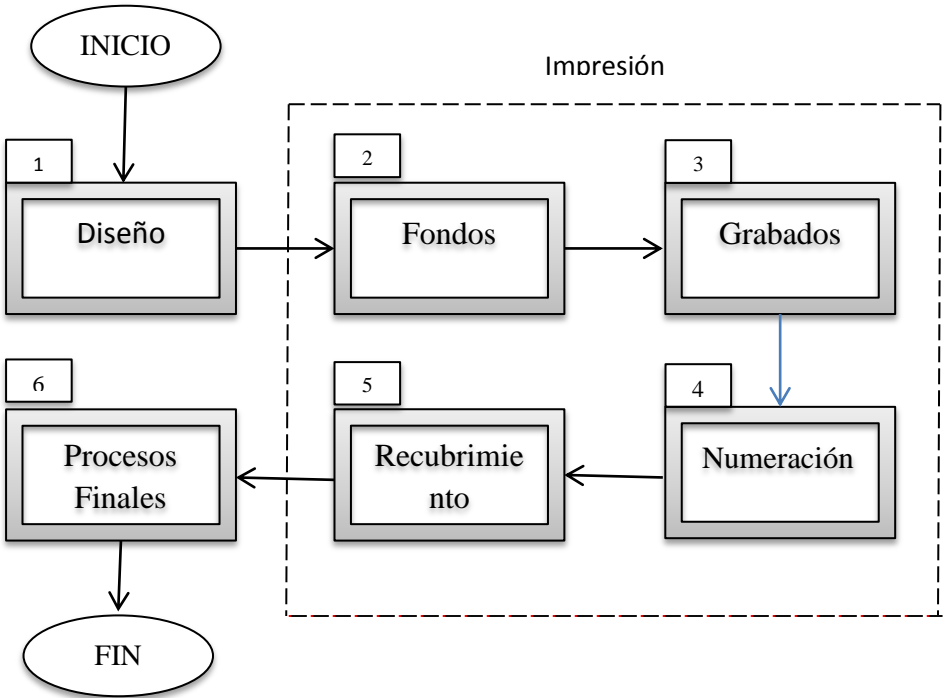 INICIO
Impresión
1
Diseño
2
Fondos
3
Grabados
4
Numeración
5
Recubrimie
nto
6
Procesos
Finales
FIN